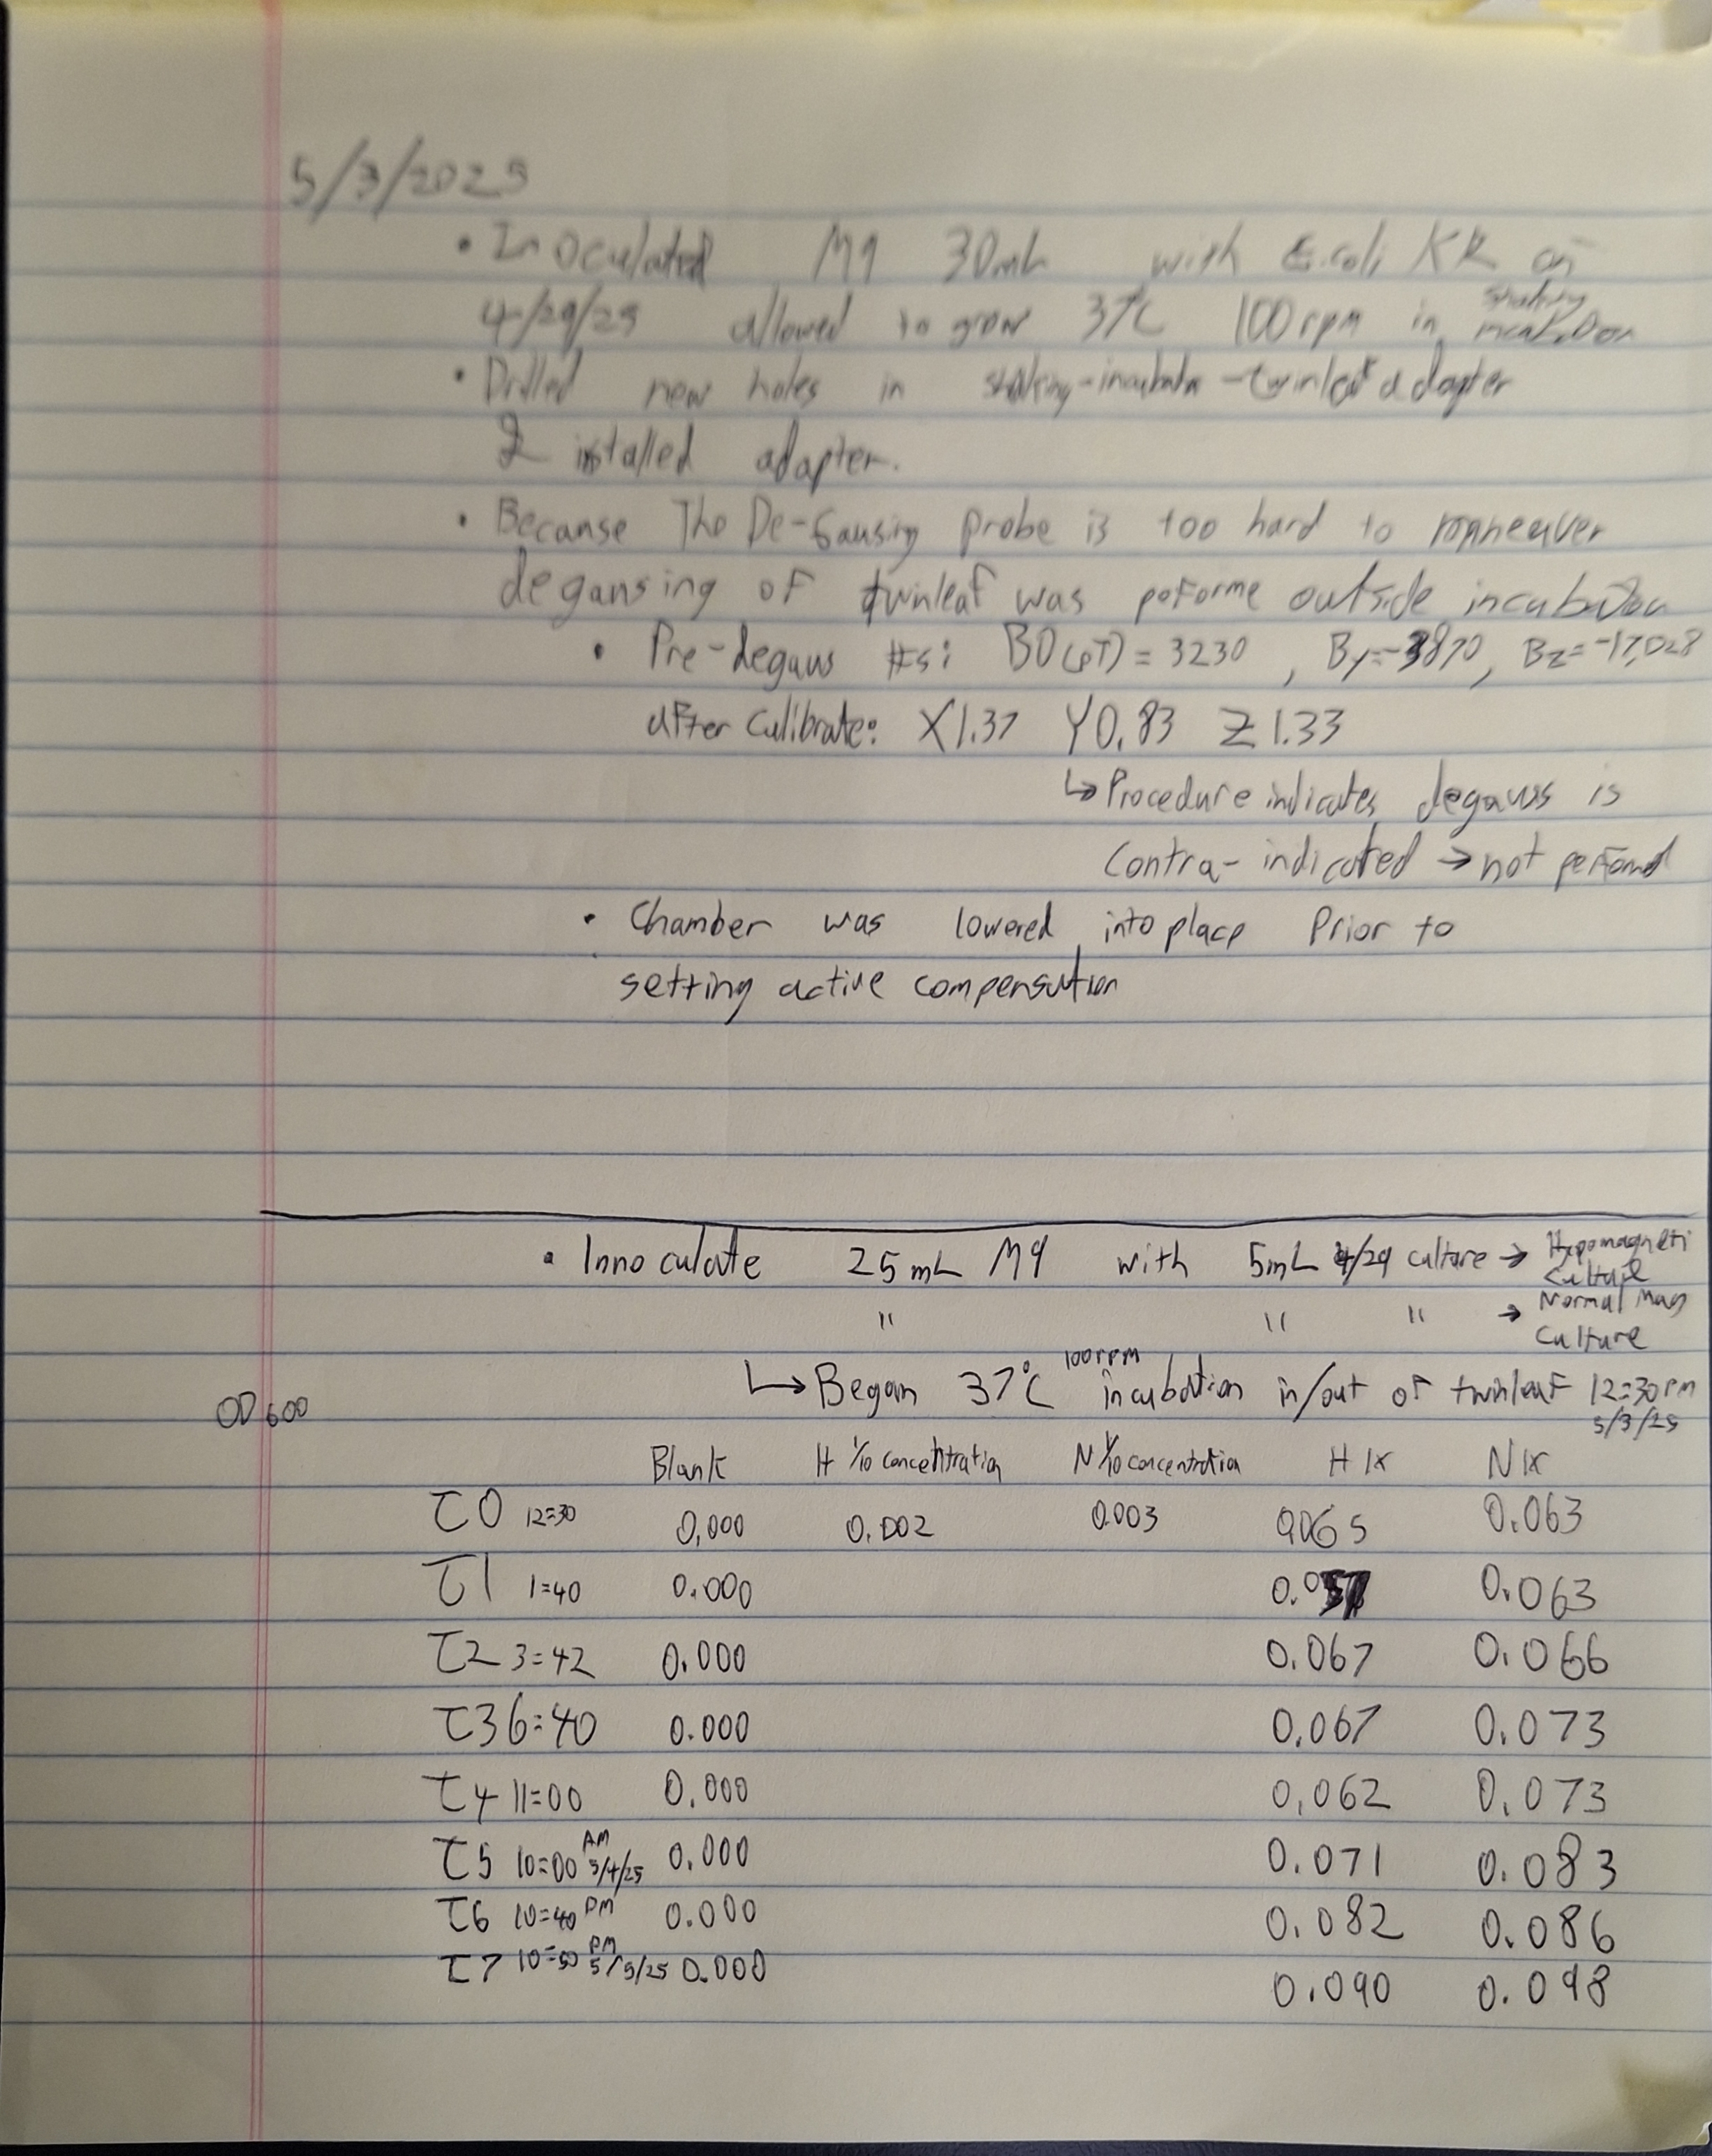 5/3/2025
• Inoculated M9 30mL with E.coli KR on
4/29/25 allowed to grow 37°C 100rpm in shaking incubation
• Drilled new holes in shaking-incubator-twinleaf adapter
& installed adapter.
• Because The De-Gausing probe is too hard to maneuver
degausing of twinleaf was peforme outside incubator
• Pre-degauss #s: B0(pT) = 3230 , By=-3870, Bz=-17,028
after Calibrate: X1.37 Y0.83 Z1.33
↳ Procedure indicates degauss is
Contra-indicated → not performed
• Chamber was lowered into place Prior to
setting active compensation
• Innoculate 25mL M9 with 5mL 4/29 culture → Hypomagneti Culture
" " " → Normal Mag Culture
↳ Began 37°C 100rpm incubation in/out of twinleaf 12:30PM 5/3/25
OD600
Blank H 1/10 concentration N 1/10 concentration H 1x N 1x
T0 12:30 0.000 0.002 0.003 0.065 0.063
T1 1:40 0.000 0.0 0.063
T2 3:42 0.000 0.067 0.066
T3 6:40 0.000 0.067 0.073
T4 11:00 0.000 0.062 0.073
T5 10:00 AM 5/4/25 0.000 0.071 0.083
T6 10:40 PM 0.000 0.082 0.086
T7 10:50 PM 5/5/25 0.000 0.090 0.098